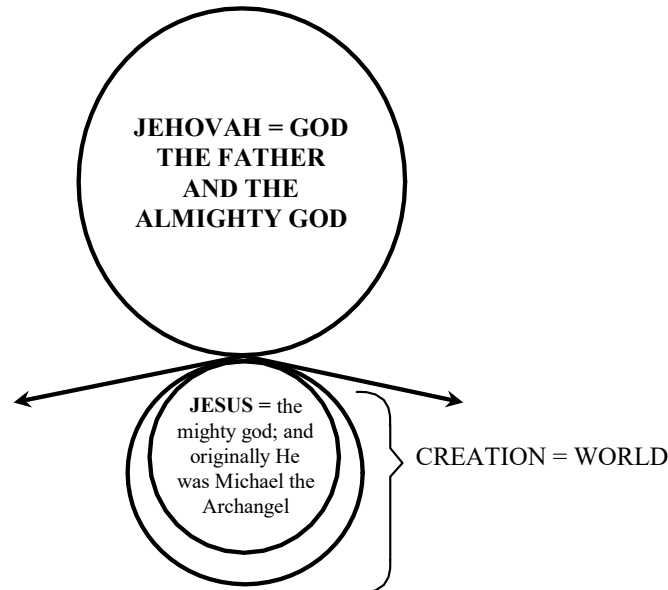 JEHOVAH = GOD
THE FATHER
AND THE
ALMIGHTY GOD
JESUS = the
mighty god; and
originally He
was Michael the
Archangel
CREATION = WORLD